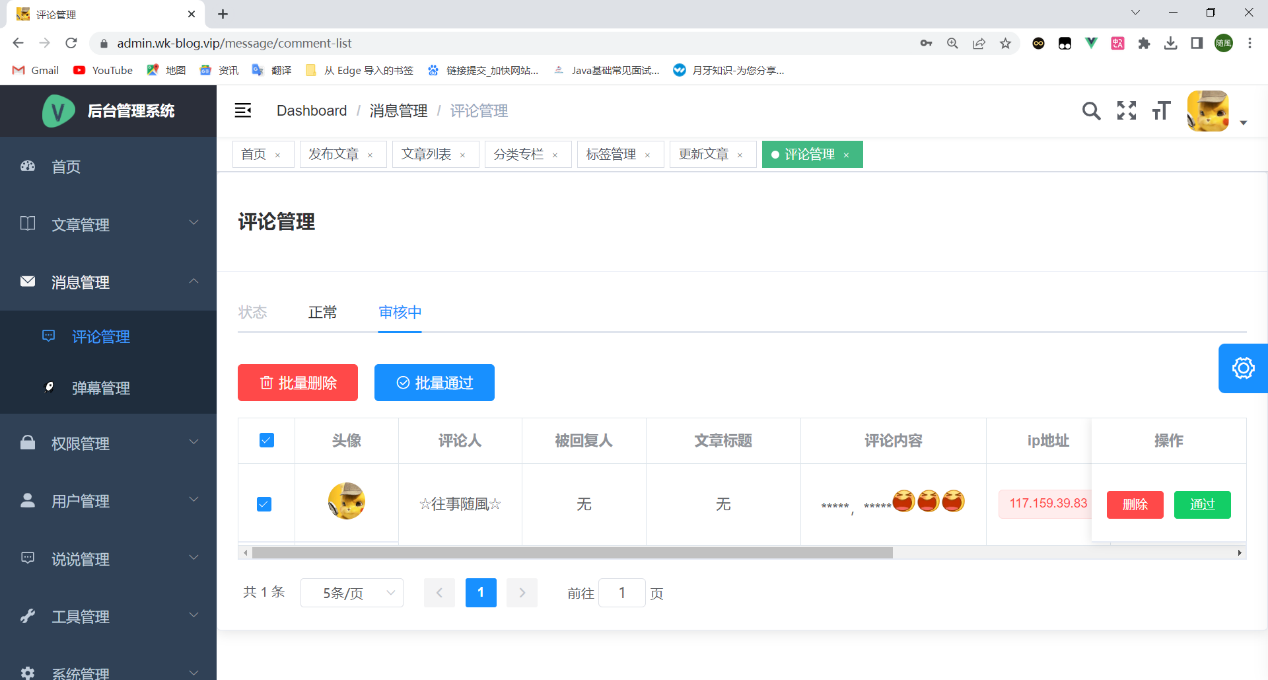 评论管理
admin.wk-blog.vip/message/comment-list
Gmail YouTube 地图 资讯 翻译 从 Edge 导入的书签 链接提交_加快网站... Java基础常见面试... 月牙知识-为您分享...
后台管理系统
Dashboard / 消息管理 / 评论管理
首页 × 发布文章 × 文章列表 × 分类专栏 × 标签管理 × 更新文章 × 评论管理 ×
首页
文章管理
消息管理
评论管理
弹幕管理
权限管理
用户管理
说说管理
工具管理
系统管理
评论管理
状态 正常 审核中
批量删除 批量通过
头像 评论人 被回复人 文章标题 评论内容 ip地址 操作
☆往事随風☆ 无 无 *****，***** 117.159.39.83 删除 通过
共 1 条 5条/页 < 1 > 前往 1 页